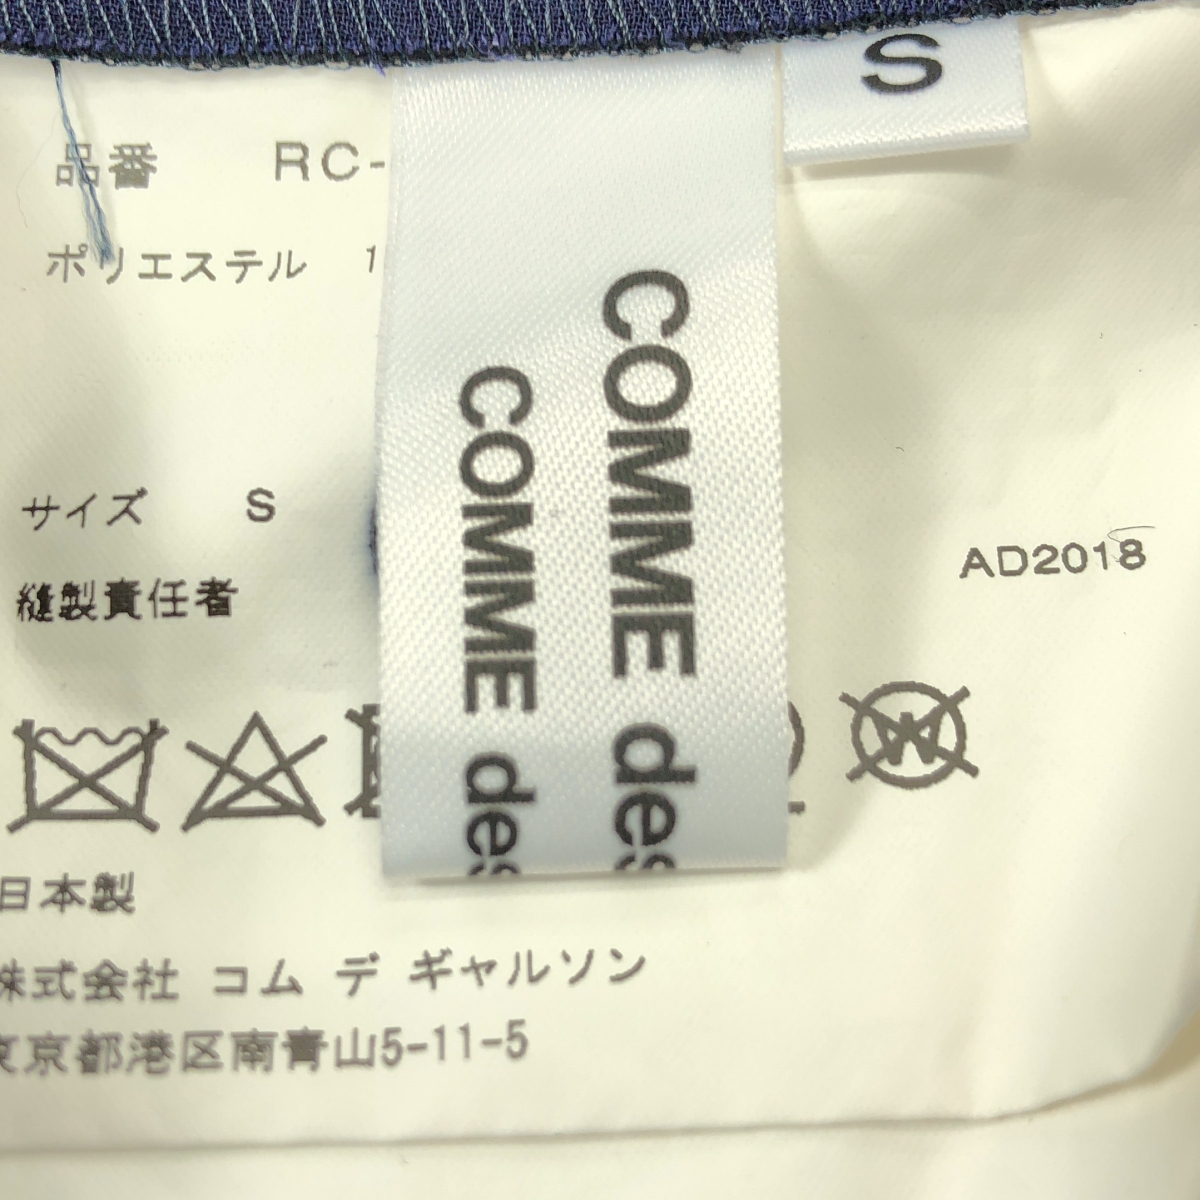 S
品番 RC-
ポリエステル 1
COMME des
COMME des
サイズ S
AD2018
縫製責任者
W
日本製
株式会社 コム デ ギャルソン
東京都港区南青山5-11-5